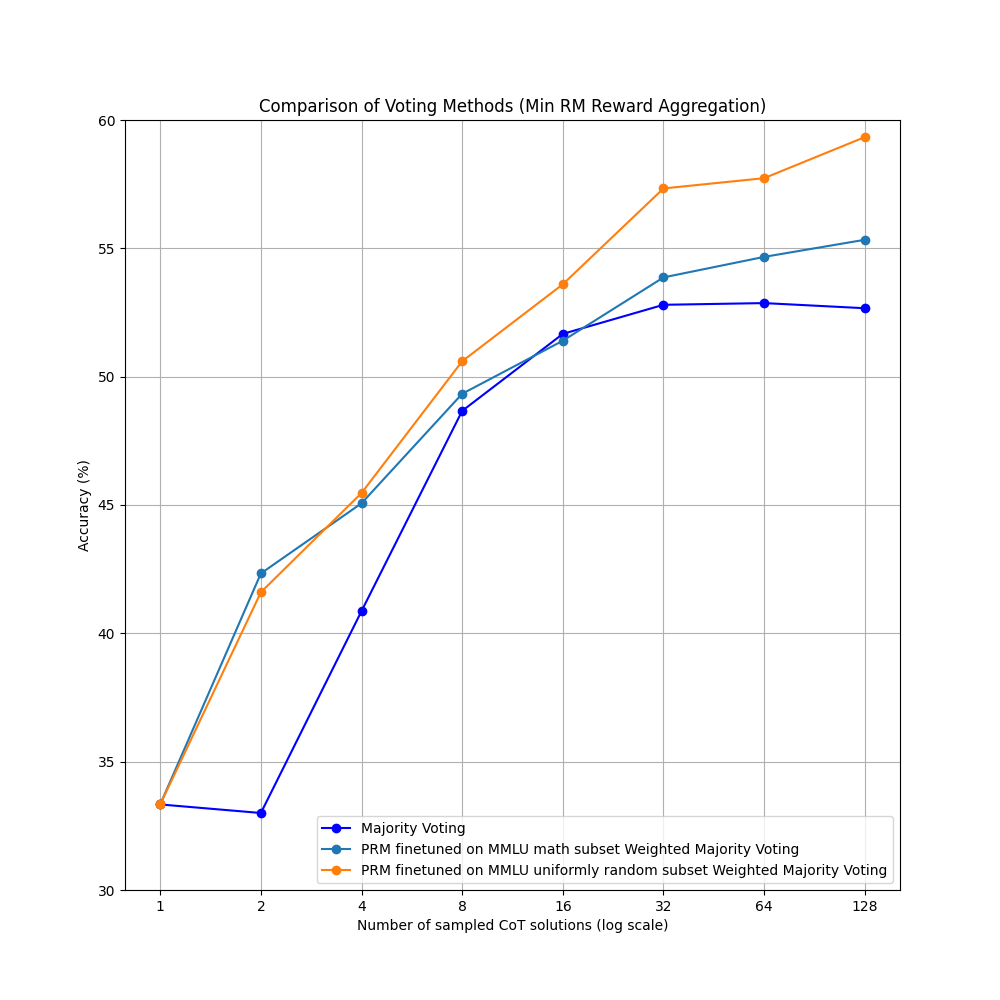 Comparison of Voting Methods (Min RM Reward Aggregation)
60
55
50
45
40
35
30
Accuracy (%)
Majority Voting
PRM finetuned on MMLU math subset Weighted Majority Voting
PRM finetuned on MMLU uniformly random subset Weighted Majority Voting
1 2 4 8 16 32 64 128
Number of sampled CoT solutions (log scale)